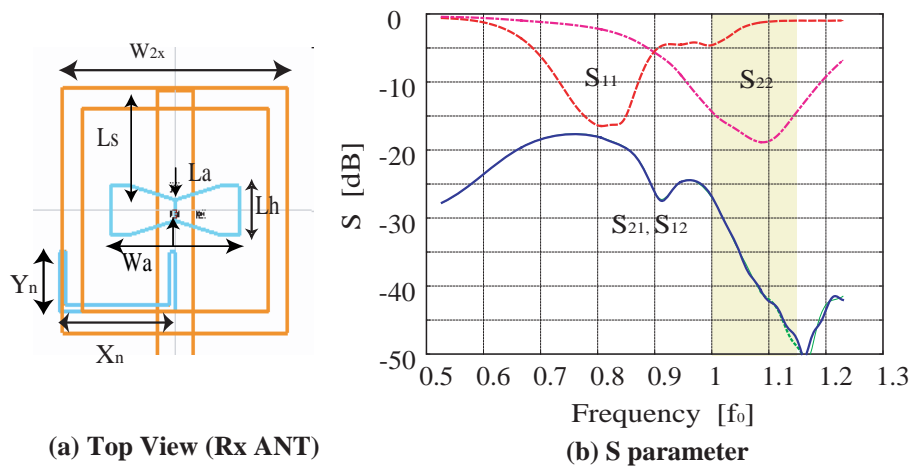 W2x
Ls
La
Lh
Wa
Yn
Xn
(a) Top View (Rx ANT)
0
-10
-20
-30
-40
-50
S [dB]
S11
S22
S21, S12
0.5 0.6 0.7 0.8 0.9 1 1.1 1.2 1.3
Frequency [f0]
(b) S parameter